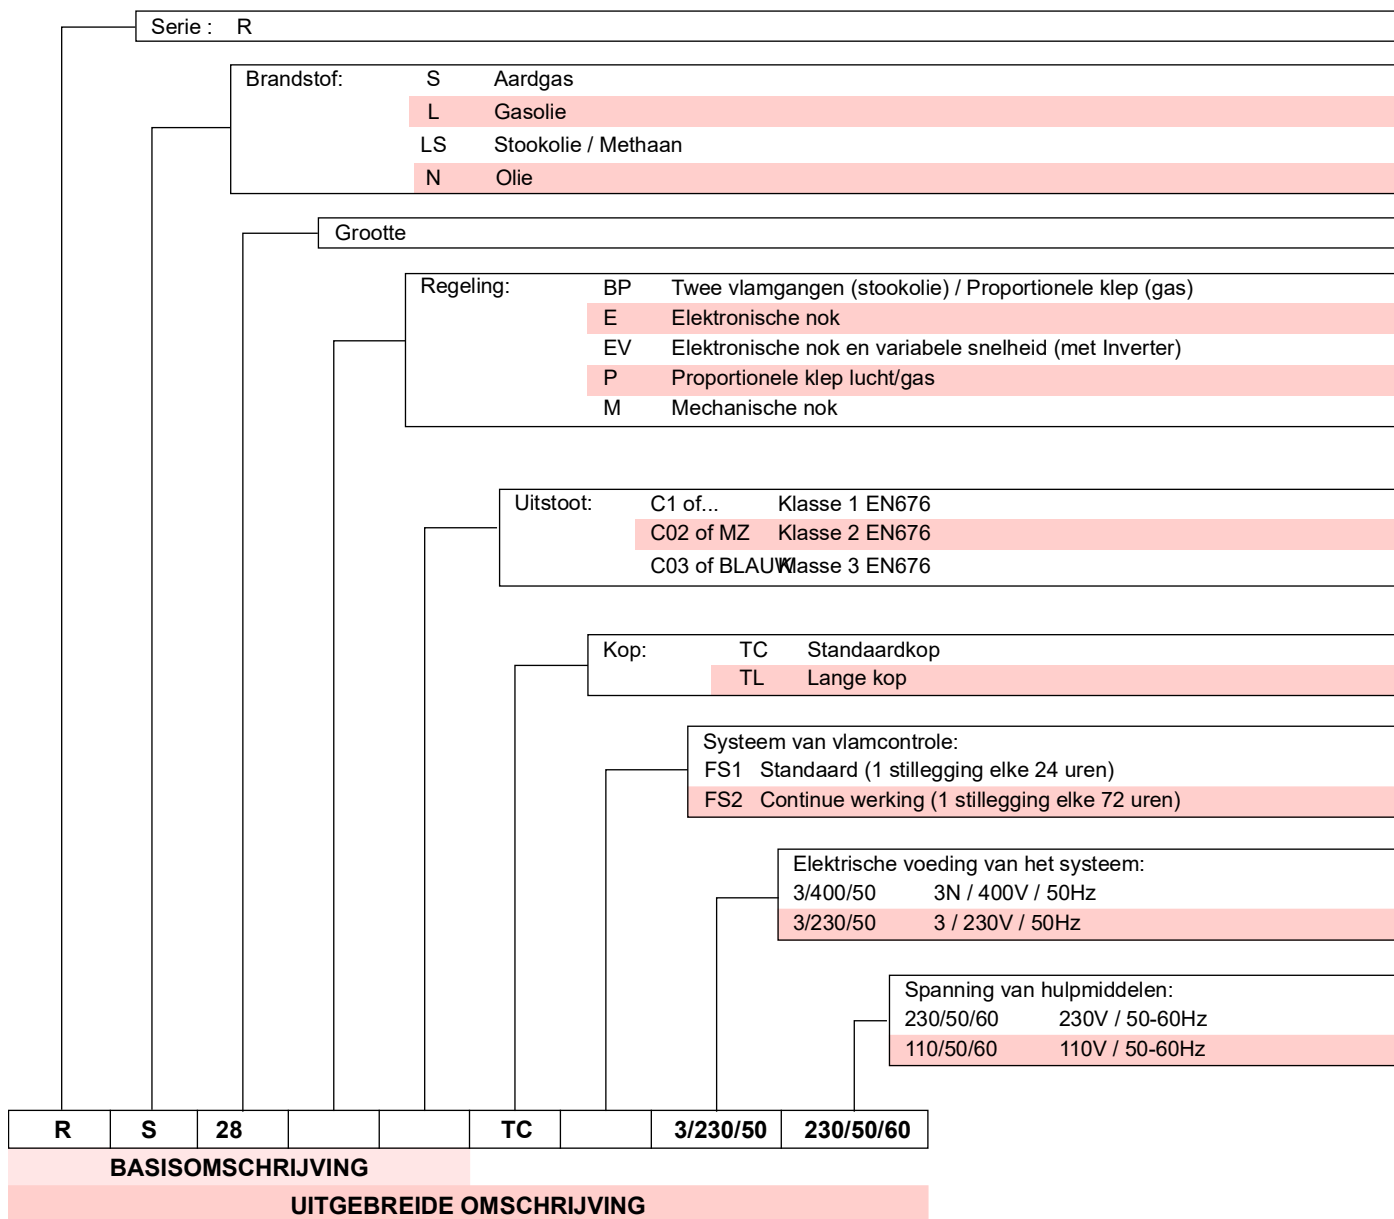 Serie : R
Brandstof: S Aardgas
L Gasolie
LS Stookolie / Methaan
N Olie
Grootte
Regeling: BP Twee vlamgangen (stookolie) / Proportionele klep (gas)
E Elektronische nok
EV Elektronische nok en variabele snelheid (met Inverter)
P Proportionele klep lucht/gas
M Mechanische nok
Uitstoot: C1 of... Klasse 1 EN676
C02 of MZ Klasse 2 EN676
C03 of BLAUW Klasse 3 EN676
Kop: TC Standaardkop
TL Lange kop
Systeem van vlamcontrole:
FS1 Standaard (1 stillegging elke 24 uren)
FS2 Continue werking (1 stillegging elke 72 uren)
Elektrische voeding van het systeem:
3/400/50 3N / 400V / 50Hz
3/230/50 3 / 230V / 50Hz
Spanning van hulpmiddelen:
230/50/60 230V / 50-60Hz
110/50/60 110V / 50-60Hz
R S 28 TC 3/230/50 230/50/60
BASISOMSCHRIJVING
UITGEBREIDE OMSCHRIJVING